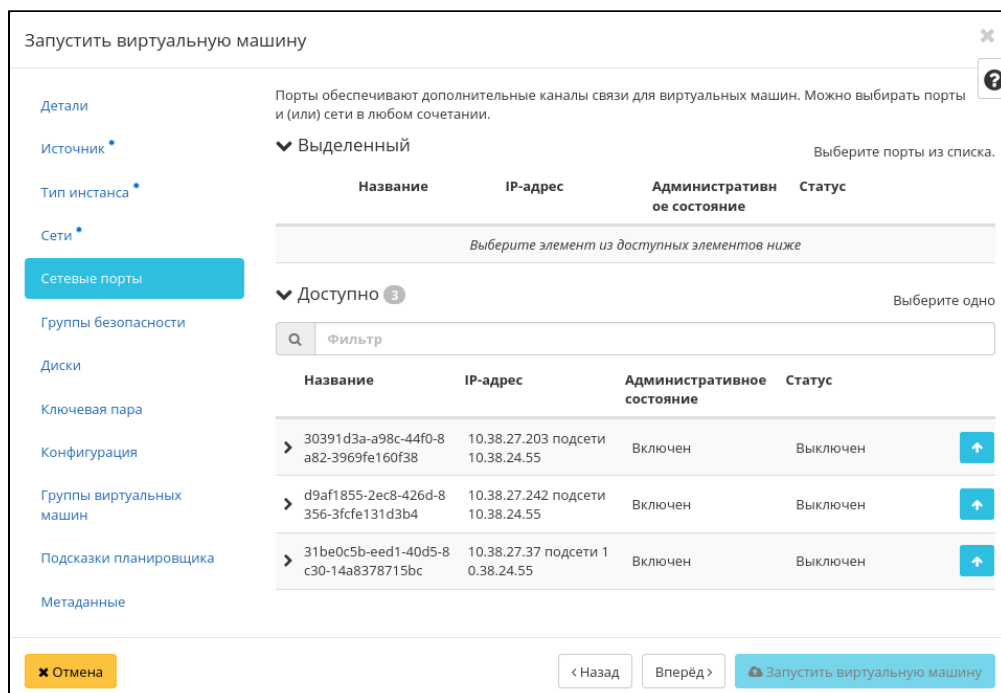 Запустить виртуальную машину
Детали
Источник *
Тип инстанса *
Сети *
Сетевые порты
Группы безопасности
Диски
Ключевая пара
Конфигурация
Группы виртуальных
машин
Подсказки планировщика
Метаданные
Порты обеспечивают дополнительные каналы связи для виртуальных машин. Можно выбирать порты
и (или) сети в любом сочетании.
Выделенный
Выберите порты из списка.
Название IP-адрес Административн Статус
ое состояние
Выберите элемент из доступных элементов ниже
Доступно 3
Выберите одно
Фильтр
Название IP-адрес Административное Статус
состояние
30391d3a-a98c-44f0-8 10.38.27.203 подсети Включен Выключен
a82-3969fe160f38 10.38.24.55
d9af1855-2ec8-426d-8 10.38.27.242 подсети Включен Выключен
356-3fcfe131d3b4 10.38.24.55
31be0c5b-eed1-40d5-8 10.38.27.37 подсети 1 Включен Выключен
c30-14a8378715bc 0.38.24.55
Отмена
Назад
Вперёд
Запустить виртуальную машину